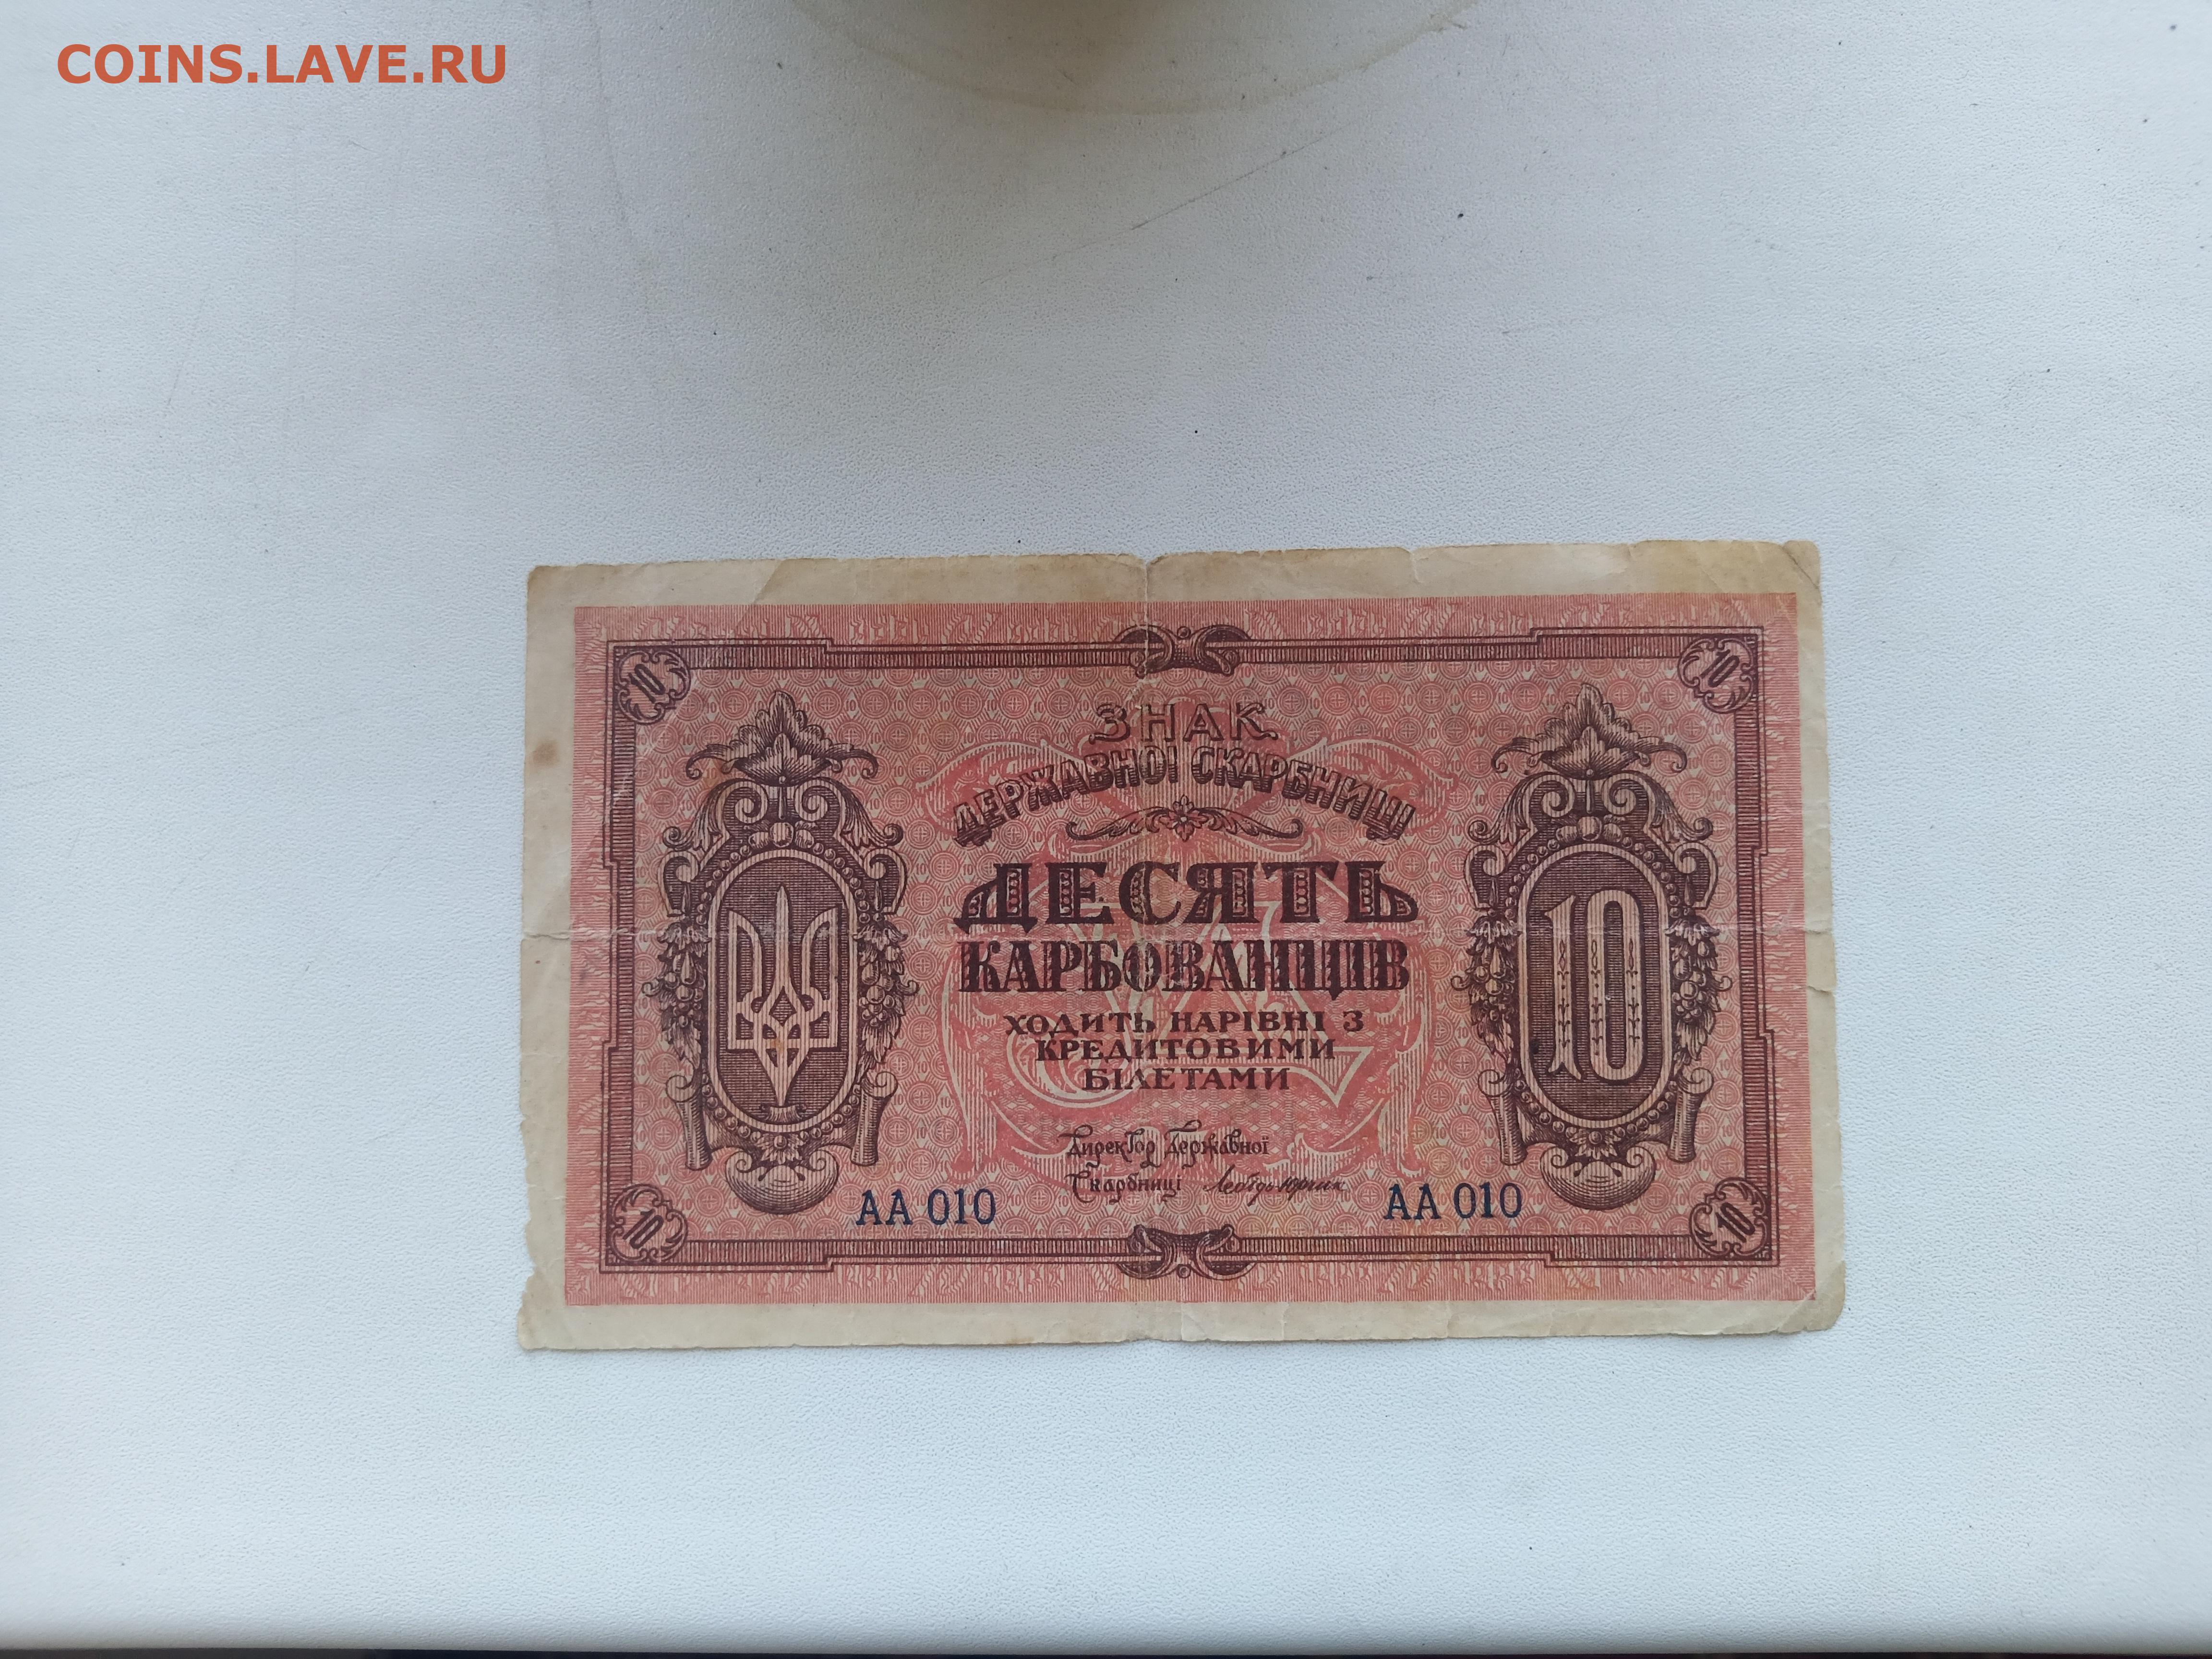 COINS.LAVE.RU
10 10
ЗНАК
ДЕРЖАВНОЇ СКАРБНИЦІ
ДЕСЯТЬ
КАРБОВАНЦІВ
10
ХОДИТЬ НАРІВНІ З
КРЕДИТОВИМИ
БІЛЕТАМИ
Директор Державної
Скарбниці
АА 010 АА 010
10 10